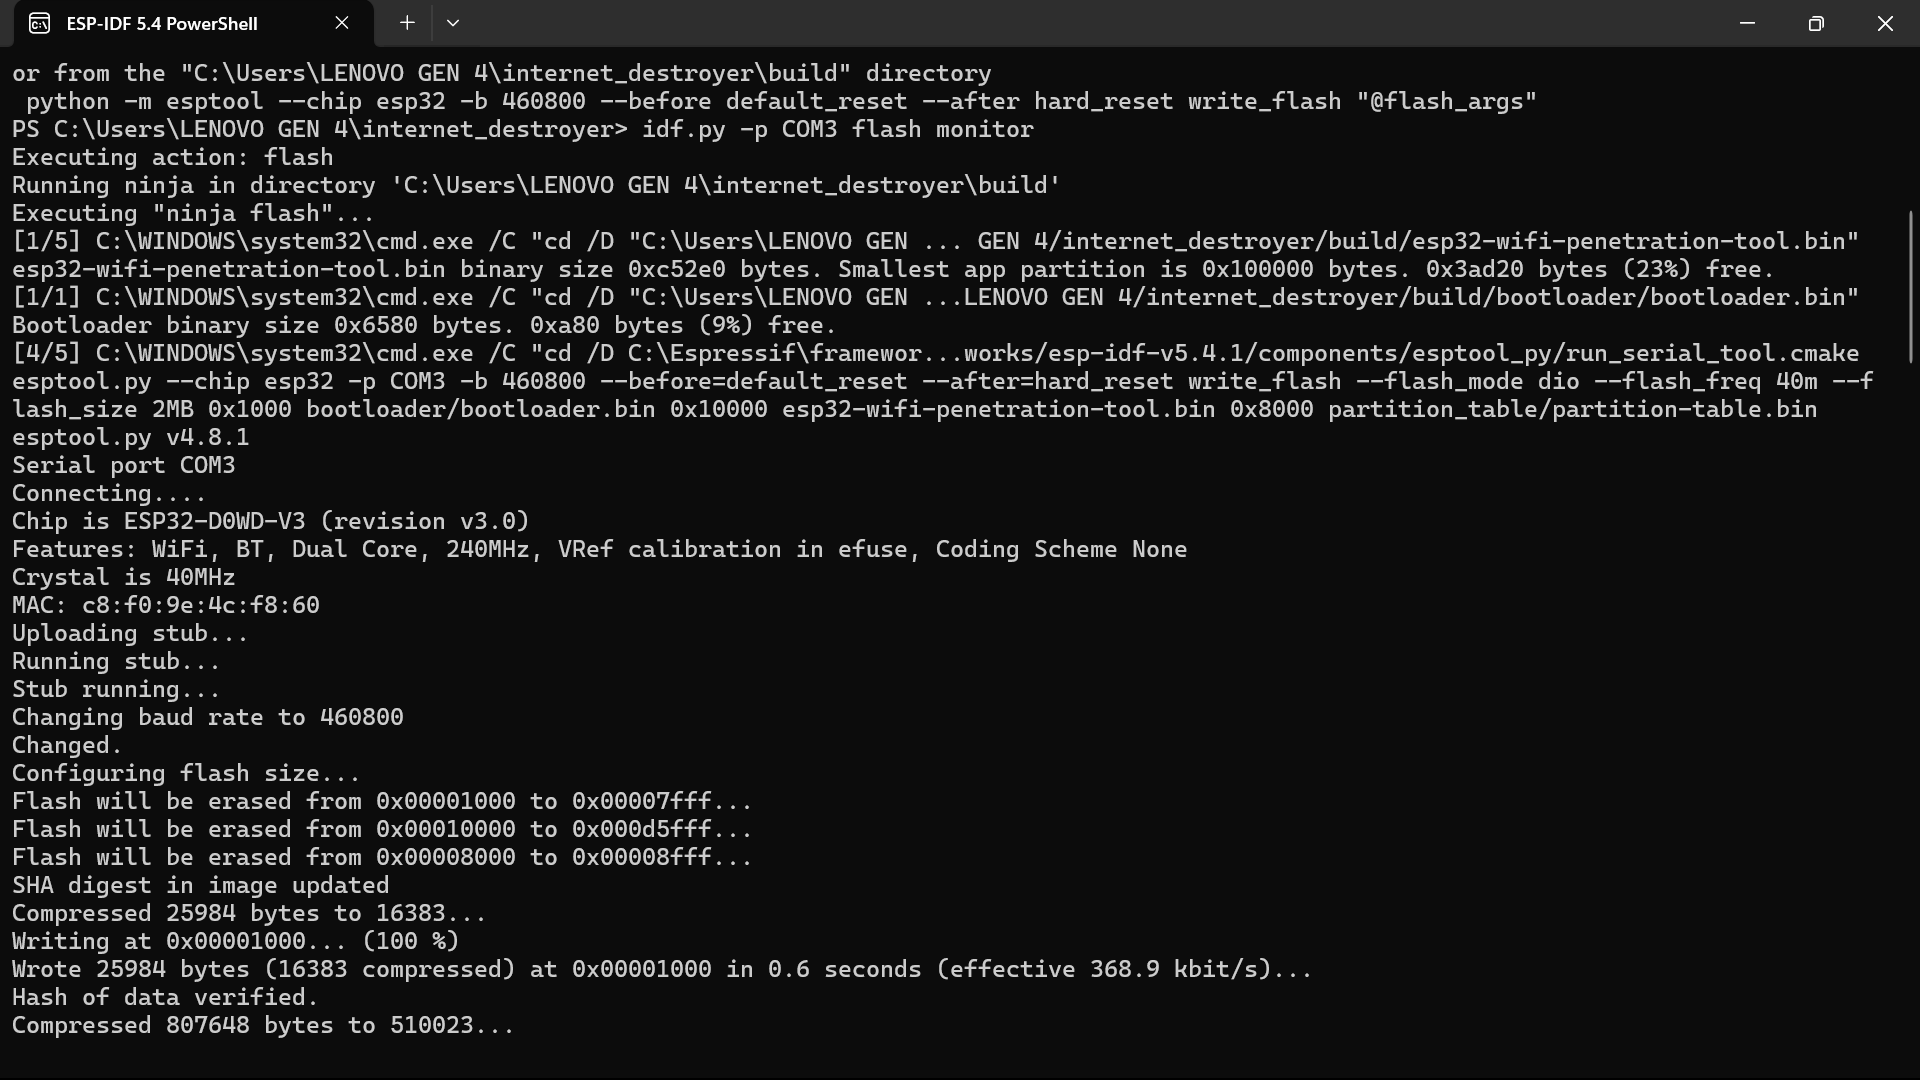 ESP-IDF 5.4 PowerShell
or from the "C:\Users\LENOVO GEN 4\internet_destroyer\build" directory
 python -m esptool --chip esp32 -b 460800 --before default_reset --after hard_reset write_flash "@flash_args"
PS C:\Users\LENOVO GEN 4\internet_destroyer> idf.py -p COM3 flash monitor
Executing action: flash
Running ninja in directory 'C:\Users\LENOVO GEN 4\internet_destroyer\build'
Executing "ninja flash"...
[1/5] C:\WINDOWS\system32\cmd.exe /C "cd /D "C:\Users\LENOVO GEN ... GEN 4/internet_destroyer/build/esp32-wifi-penetration-tool.bin"
esp32-wifi-penetration-tool.bin binary size 0xc52e0 bytes. Smallest app partition is 0x100000 bytes. 0x3ad20 bytes (23%) free.
[1/1] C:\WINDOWS\system32\cmd.exe /C "cd /D "C:\Users\LENOVO GEN ...LENOVO GEN 4/internet_destroyer/build/bootloader/bootloader.bin"
Bootloader binary size 0x6580 bytes. 0xa80 bytes (9%) free.
[4/5] C:\WINDOWS\system32\cmd.exe /C "cd /D C:\Espressif\framewor...works/esp-idf-v5.4.1/components/esptool_py/run_serial_tool.cmake
esptool.py --chip esp32 -p COM3 -b 460800 --before=default_reset --after=hard_reset write_flash --flash_mode dio --flash_freq 40m --f
lash_size 2MB 0x1000 bootloader/bootloader.bin 0x10000 esp32-wifi-penetration-tool.bin 0x8000 partition_table/partition-table.bin
esptool.py v4.8.1
Serial port COM3
Connecting....
Chip is ESP32-D0WD-V3 (revision v3.0)
Features: WiFi, BT, Dual Core, 240MHz, VRef calibration in efuse, Coding Scheme None
Crystal is 40MHz
MAC: c8:f0:9e:4c:f8:60
Uploading stub...
Running stub...
Stub running...
Changing baud rate to 460800
Changed.
Configuring flash size...
Flash will be erased from 0x00001000 to 0x00007fff...
Flash will be erased from 0x00010000 to 0x000d5fff...
Flash will be erased from 0x00008000 to 0x00008fff...
SHA digest in image updated
Compressed 25984 bytes to 16383...
Writing at 0x00001000... (100 %)
Wrote 25984 bytes (16383 compressed) at 0x00001000 in 0.6 seconds (effective 368.9 kbit/s)...
Hash of data verified.
Compressed 807648 bytes to 510023...